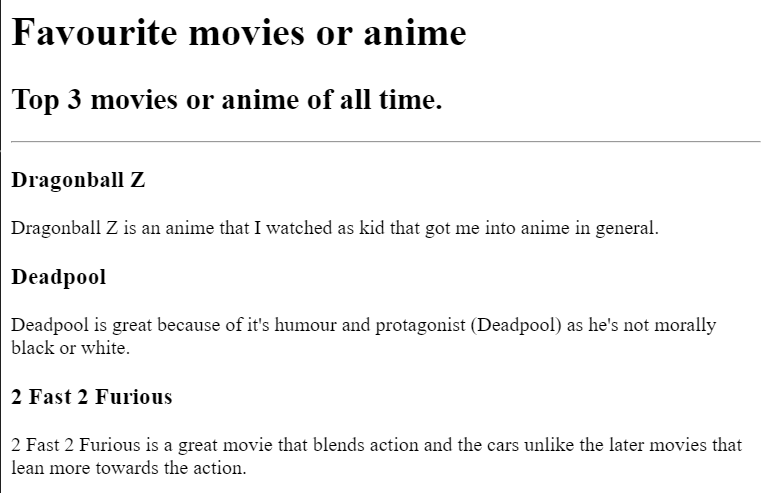 Favourite movies or anime
Top 3 movies or anime of all time.
Dragonball Z
Dragonball Z is an anime that I watched as kid that got me into anime in general.
Deadpool
Deadpool is great because of it's humour and protagonist (Deadpool) as he's not morally
black or white.
2 Fast 2 Furious
2 Fast 2 Furious is a great movie that blends action and the cars unlike the later movies that
lean more towards the action.